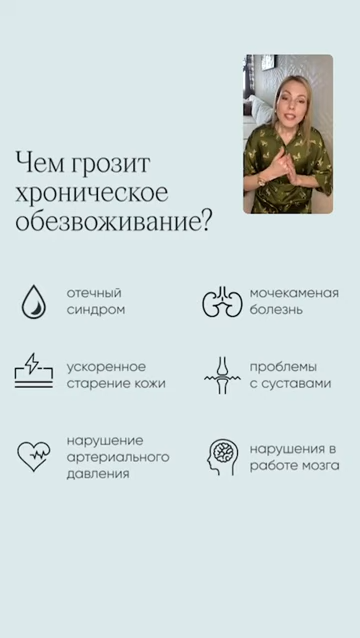 Чем грозит
хроническое
обезвоживание?
отечный
синдром
мочекаменая
болезнь
ускоренное
старение кожи
проблемы
с суставами
нарушение
артериального
давления
нарушения в
работе мозга